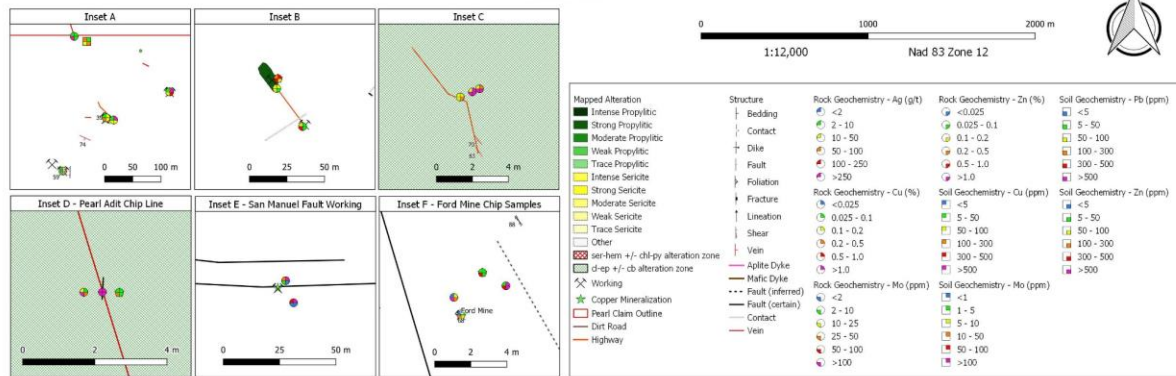 Inset A
0 50 100 m
Inset B
0 25 50 m
Inset C
0 2 4 m
Inset D - Pearl Adit Chip Line
0 2 4 m
Inset E - San Manuel Fault Working
0 25 50 m
Inset F - Ford Mine Chip Samples
88
Ford Mine
0 2 4 m
0 1000 2000 m
1:12,000 Nad 83 Zone 12
Mapped Alteration
Intense Propylitic
Strong Propylitic
Moderate Propylitic
Weak Propylitic
Trace Propylitic
Intense Sericite
Strong Sericite
Moderate Sericite
Weak Sericite
Trace Sericite
Other
ser-hem +/- chl-py alteration zone
cl-ep +/- cb alteration zone
Working
Copper Mineralization
Pearl Claim Outline
Dirt Road
Highway
Structure
Bedding
Contact
Dike
Fault
Foliation
Fracture
Lineation
Shear
Vein
Aplite Dyke
Mafic Dyke
Fault (inferred)
Fault (certain)
Contact
Vein
Rock Geochemistry - Ag (g/t)
<2
2 - 10
10 - 50
50 - 100
100 - 250
>250
Rock Geochemistry - Cu (%)
<0.025
0.025 - 0.1
0.1 - 0.2
0.2 - 0.5
0.5 - 1.0
>1.0
Rock Geochemistry - Mo (ppm)
<2
2 - 10
10 - 25
25 - 50
50 - 100
>100
Rock Geochemistry - Zn (%)
<0.025
0.025 - 0.1
0.1 - 0.2
0.2 - 0.5
0.5 - 1.0
>1.0
Soil Geochemistry - Cu (ppm)
<5
5 - 50
50 - 100
100 - 300
300 - 500
>500
Soil Geochemistry - Mo (ppm)
<1
1 - 5
5 - 10
10 - 50
50 - 100
>100
Soil Geochemistry - Pb (ppm)
<5
5 - 50
50 - 100
100 - 300
300 - 500
>500
Soil Geochemistry - Zn (ppm)
<5
5 - 50
50 - 100
100 - 300
300 - 500
>500